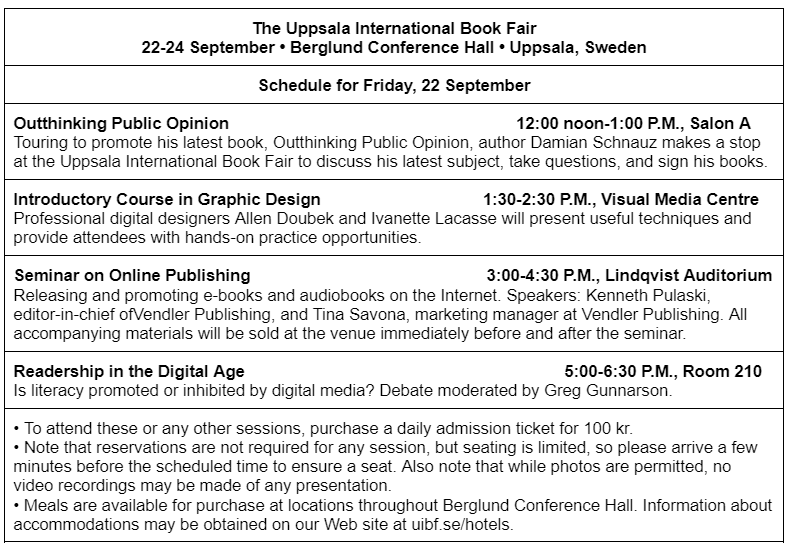 The Uppsala International Book Fair
22-24 September • Berglund Conference Hall • Uppsala, Sweden
Schedule for Friday, 22 September
Outthinking Public Opinion 12:00 noon-1:00 P.M., Salon A
Touring to promote his latest book, Outthinking Public Opinion, author Damian Schnauz makes a stop
at the Uppsala International Book Fair to discuss his latest subject, take questions, and sign his books.
Introductory Course in Graphic Design 1:30-2:30 P.M., Visual Media Centre
Professional digital designers Allen Doubek and Ivanette Lacasse will present useful techniques and
provide attendees with hands-on practice opportunities.
Seminar on Online Publishing 3:00-4:30 P.M., Lindqvist Auditorium
Releasing and promoting e-books and audiobooks on the Internet. Speakers: Kenneth Pulaski,
editor-in-chief ofVendler Publishing, and Tina Savona, marketing manager at Vendler Publishing. All
accompanying materials will be sold at the venue immediately before and after the seminar.
Readership in the Digital Age 5:00-6:30 P.M., Room 210
Is literacy promoted or inhibited by digital media? Debate moderated by Greg Gunnarson.
• To attend these or any other sessions, purchase a daily admission ticket for 100 kr.
• Note that reservations are not required for any session, but seating is limited, so please arrive a few
minutes before the scheduled time to ensure a seat. Also note that while photos are permitted, no
video recordings may be made of any presentation.
• Meals are available for purchase at locations throughout Berglund Conference Hall. Information about
accommodations may be obtained on our Web site at uibf.se/hotels.